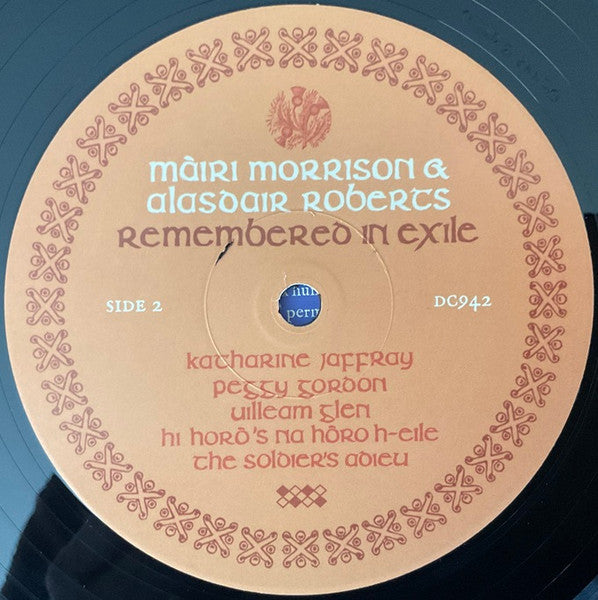 màiri morrison &
alasdair roberts
remembered in exile
SIDE 2
DC942
katharine jaffray
peggy gordon
uilleam glen
hi horò's na hòro h-eile
the soldier's adieu